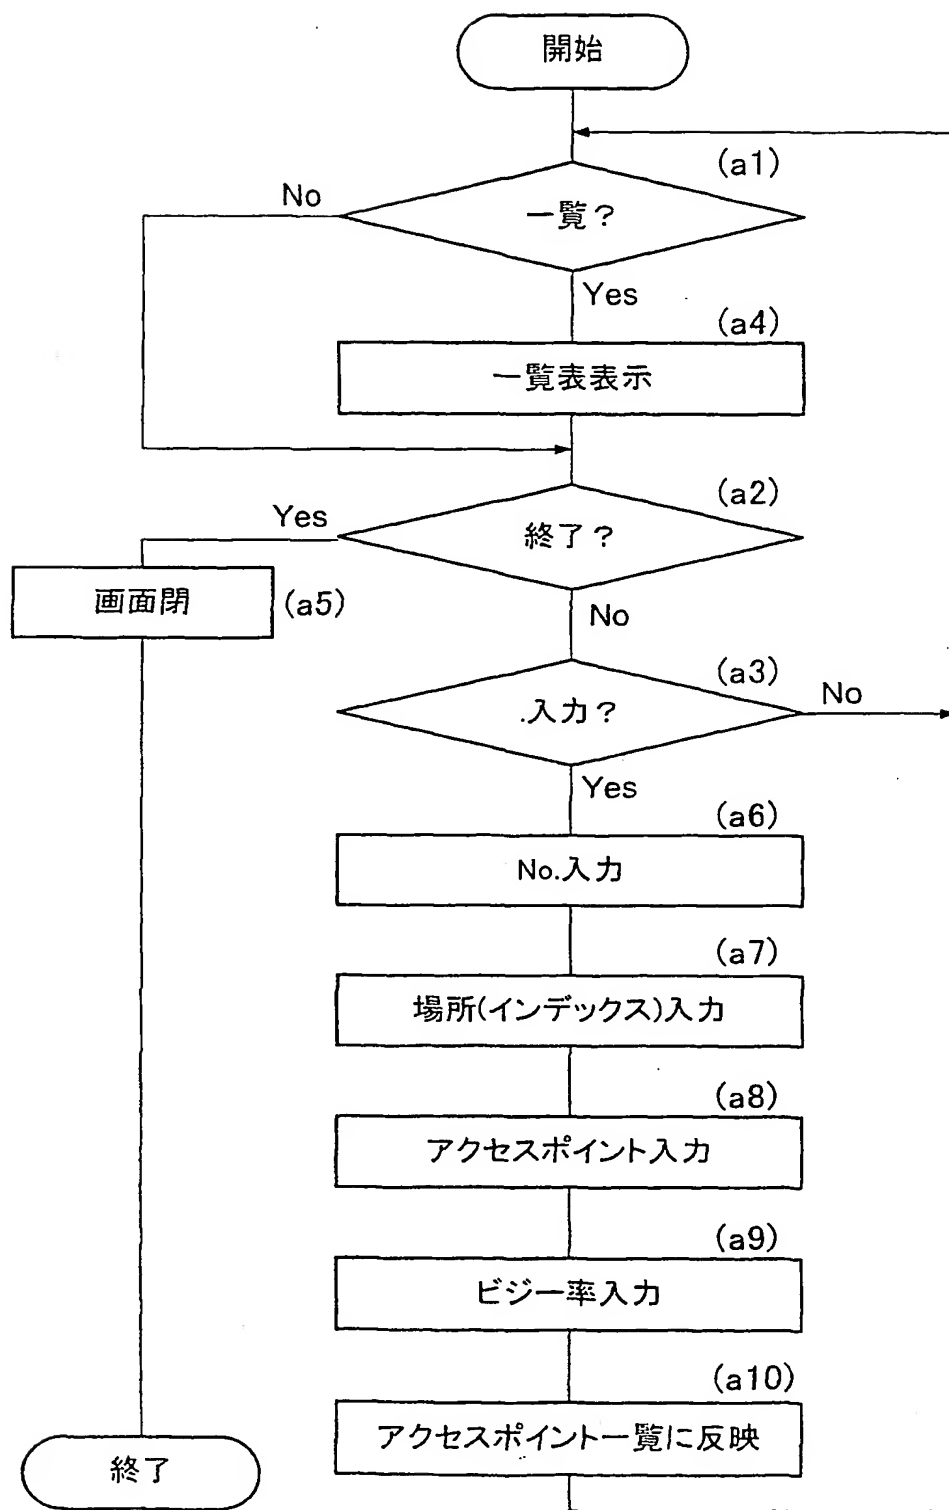 開始
(a1)
No
一覧?
Yes
(a4)
一覧表表示
(a2)
Yes
終了?
画面閉
(a5)
No
(a3)
No
.入力?
Yes
(a6)
No.入力
(a7)
場所(インデックス)入力
(a8)
アクセスポイント入力
(a9)
ビジー率入力
(a10)
アクセスポイント一覧に反映
終了